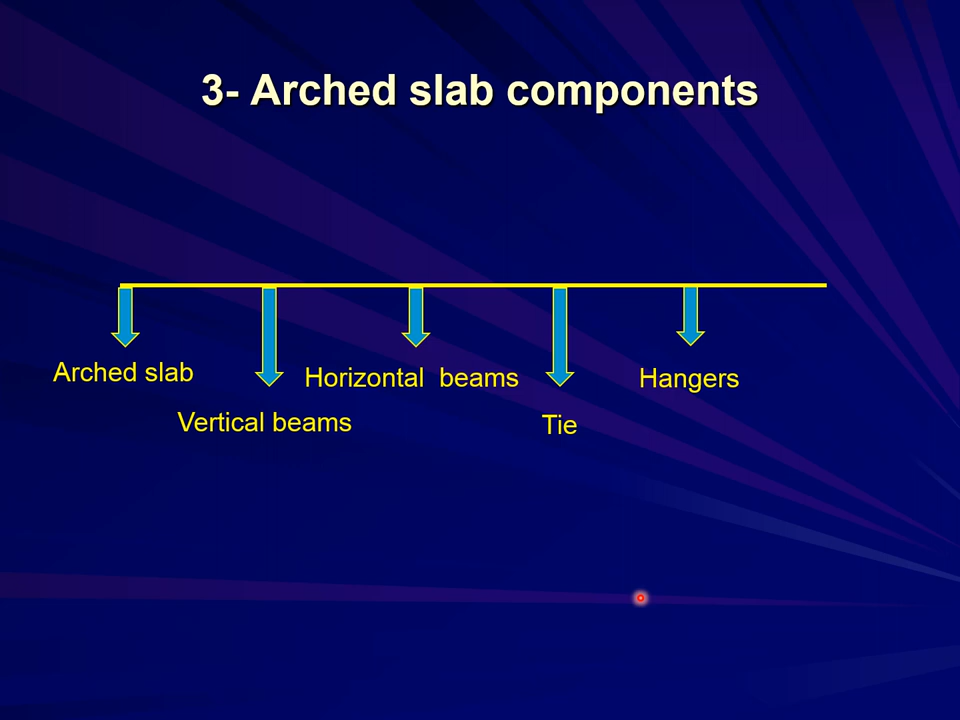 3- Arched slab components
Arched slab
Vertical beams
Horizontal beams
Tie
Hangers